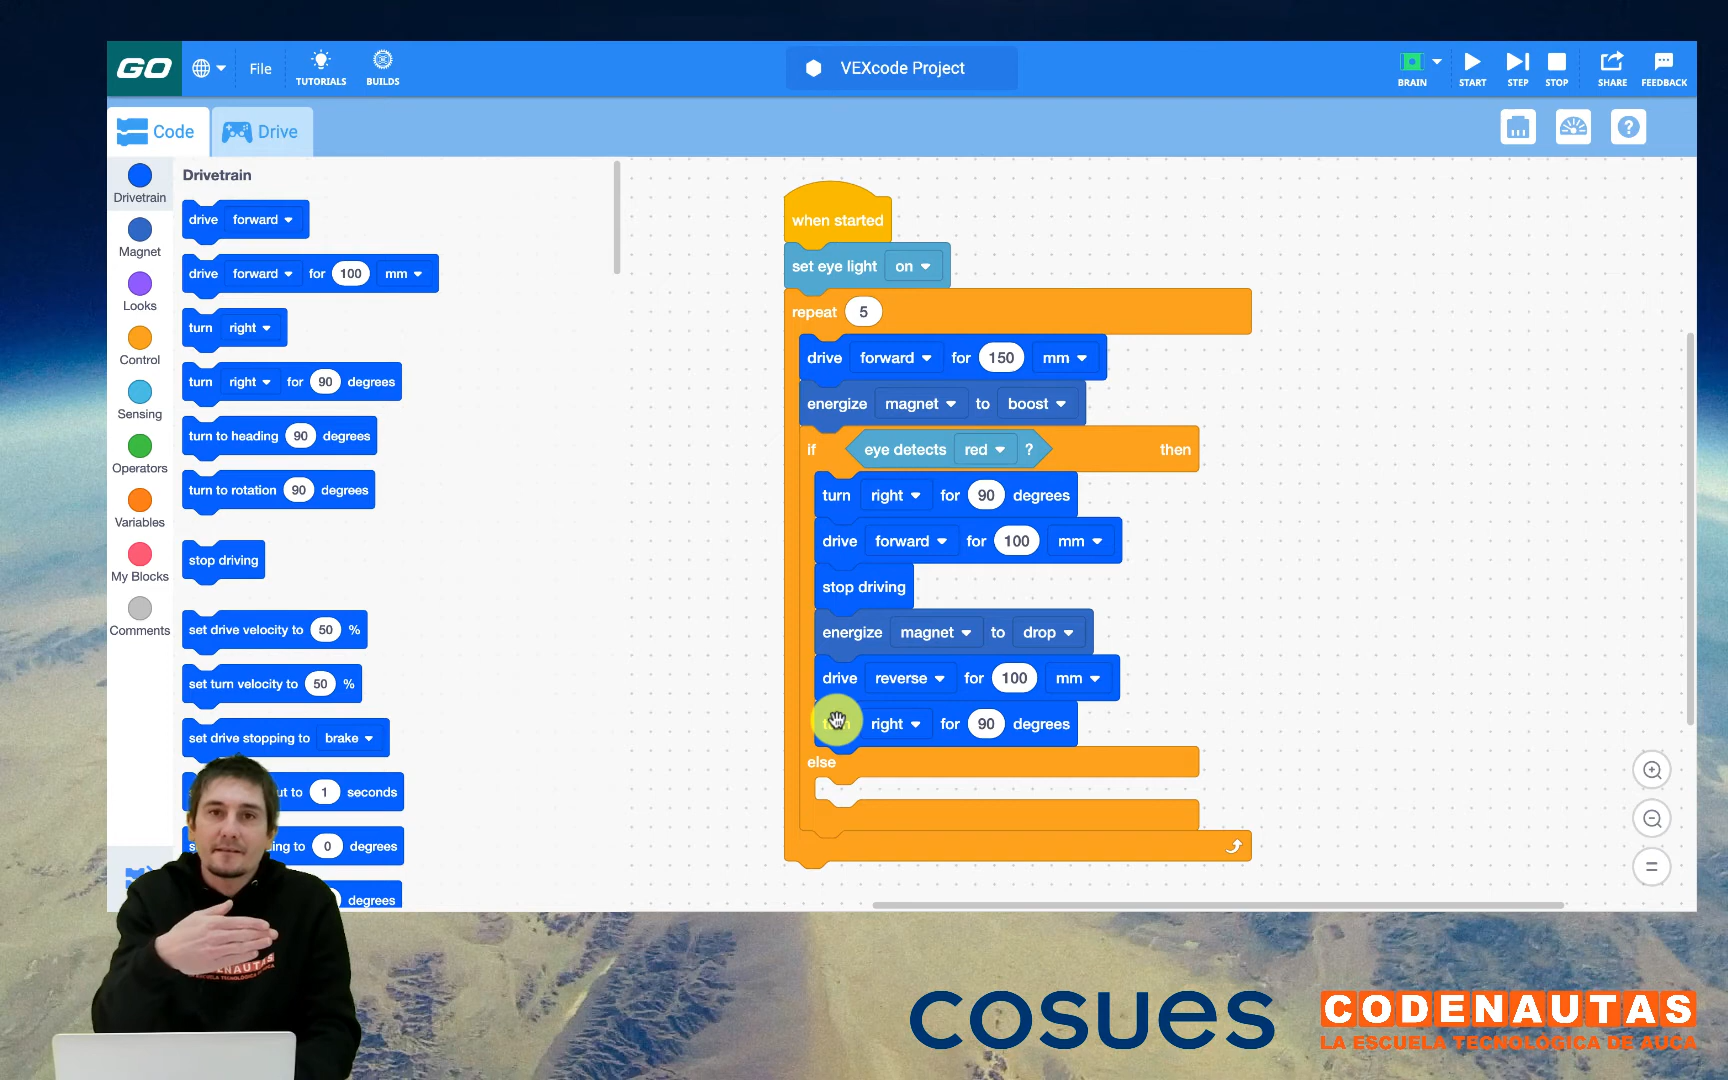 GO
File
TUTORIALS
BUILDS
VEXcode Project
BRAIN
START
STEP
STOP
SHARE
FEEDBACK
Code
Drive
Drivetrain
Magnet
Looks
Control
Sensing
Operators
Variables
My Blocks
Comments
Drivetrain
drive forward
drive forward for 100 mm
turn right
turn right for 90 degrees
turn to heading 90 degrees
turn to rotation 90 degrees
stop driving
set drive velocity to 50 %
set turn velocity to 50 %
set drive stopping to brake
to 1 seconds
to 0 degrees
degrees
when started
set eye light on
repeat 5
drive forward for 150 mm
energize magnet to boost
if eye detects red ? then
turn right for 90 degrees
drive forward for 100 mm
stop driving
energize magnet to drop
drive reverse for 100 mm
right for 90 degrees
else
CODENAUTAS
cosues
CODENAUTAS
LA ESCUELA TECNOLÓGICA DE AUCA